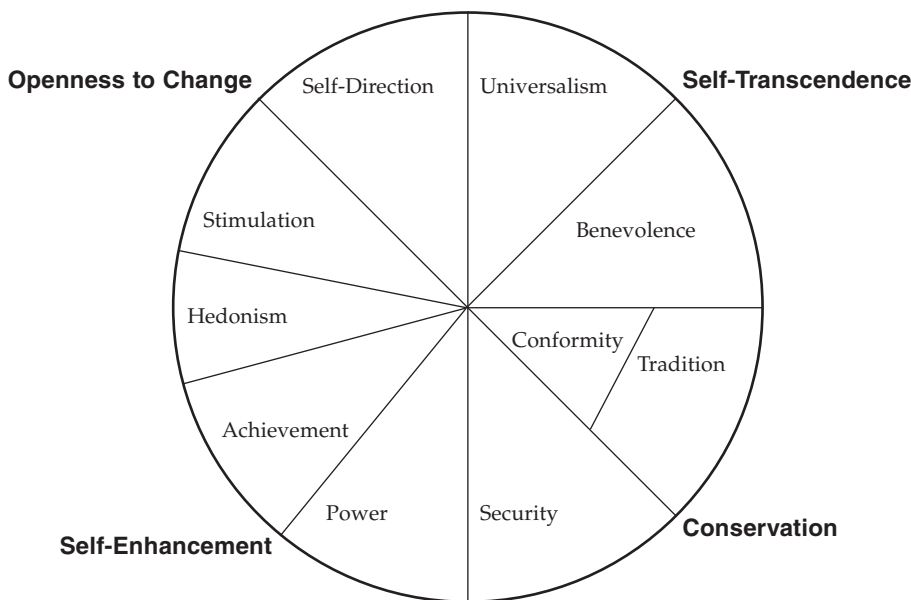 Openness to Change
Self-Direction
Universalism
Self-Transcendence
Stimulation
Benevolence
Hedonism
Conformity
Tradition
Achievement
Power
Security
Self-Enhancement
Conservation